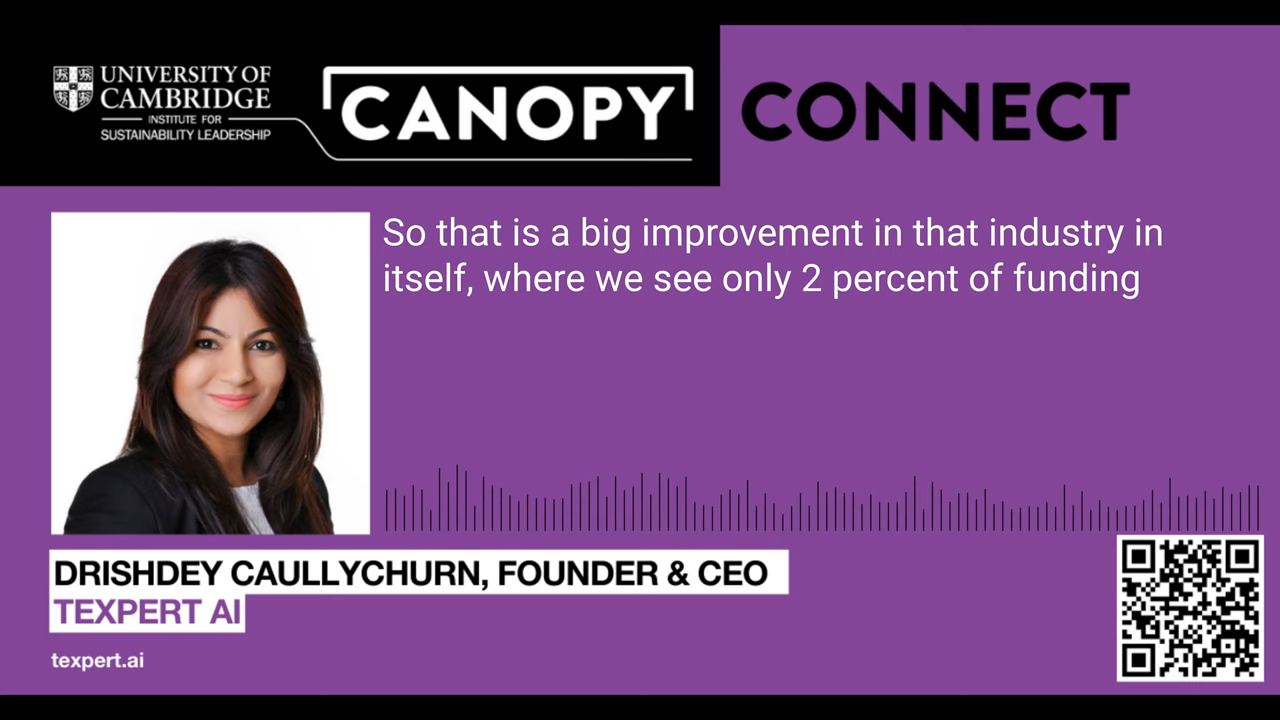 UNIVERSITY OF
CAMBRIDGE
INSTITUTE FOR
SUSTAINABILITY LEADERSHIP
CANOPY
CONNECT
So that is a big improvement in that industry in
itself, where we see only 2 percent of funding
DRISHDEY CAULLYCHURN, FOUNDER & CEO
TEXPERT AI
texpert.ai